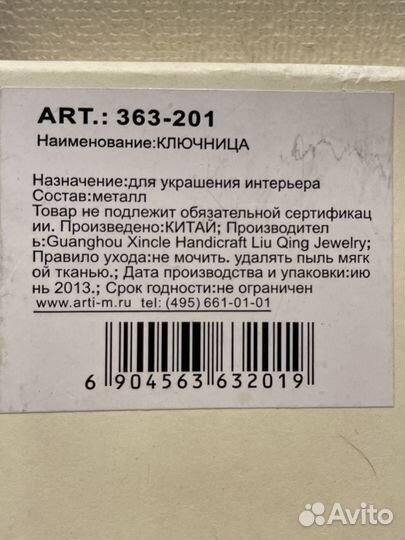 ART.: 363-201
Наименование:КЛЮЧНИЦА
Назначение:для украшения интерьера
Состав:металл
Товар не подлежит обязательной сертификац
ии. Произведено:КИТАЙ; Производител
ь:Guanghou Xincle Handicraft Liu Qing Jewelry;
Правило ухода:не мочить. удалять пыль мягк
ой тканью.; Дата производства и упаковки:ию
нь 2013.; Срок годности:не ограничен
www.arti-m.ru tel: (495) 661-01-01
6 904563 632019
Avito